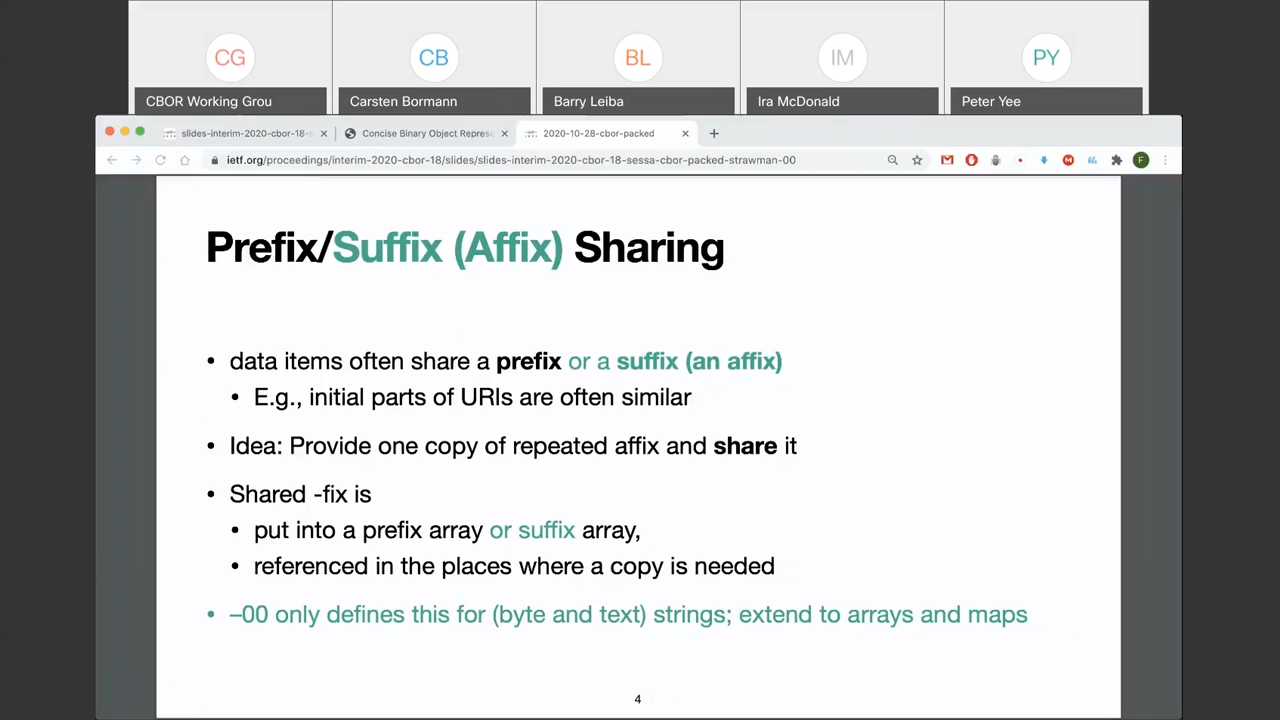 CG CB BL IM PY
CBOR Working Grou Carsten Bormann Barry Leiba Ira McDonald Peter Yee
slides-interim-2020-cbor-18-s Concise Binary Object Represe 2020-10-28-cbor-packed
ietf.org/proceedings/interim-2020-cbor-18/slides/slides-interim-2020-cbor-18-sessa-cbor-packed-strawman-00
F
Prefix/Suffix (Affix) Sharing
• data items often share a prefix or a suffix (an affix)
• E.g., initial parts of URIs are often similar
• Idea: Provide one copy of repeated affix and share it
• Shared -fix is
• put into a prefix array or suffix array,
• referenced in the places where a copy is needed
• –00 only defines this for (byte and text) strings; extend to arrays and maps
4